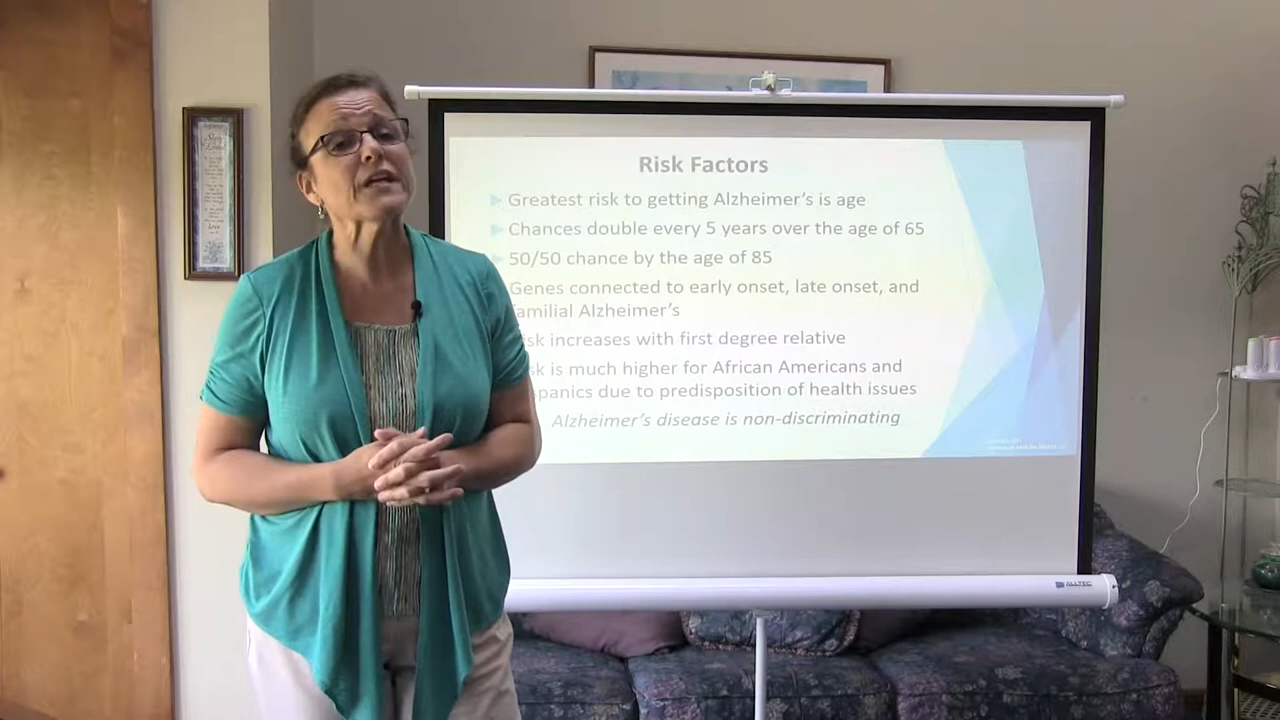 Risk Factors
Greatest risk to getting Alzheimer's is age
Chances double every 5 years over the age of 65
50/50 chance by the age of 85
Genes connected to early onset, late onset, and
familial Alzheimer's
risk increases with first degree relative
is much higher for African Americans and
due to predisposition of health issues
Alzheimer's disease is non-discriminating
ALLTEC